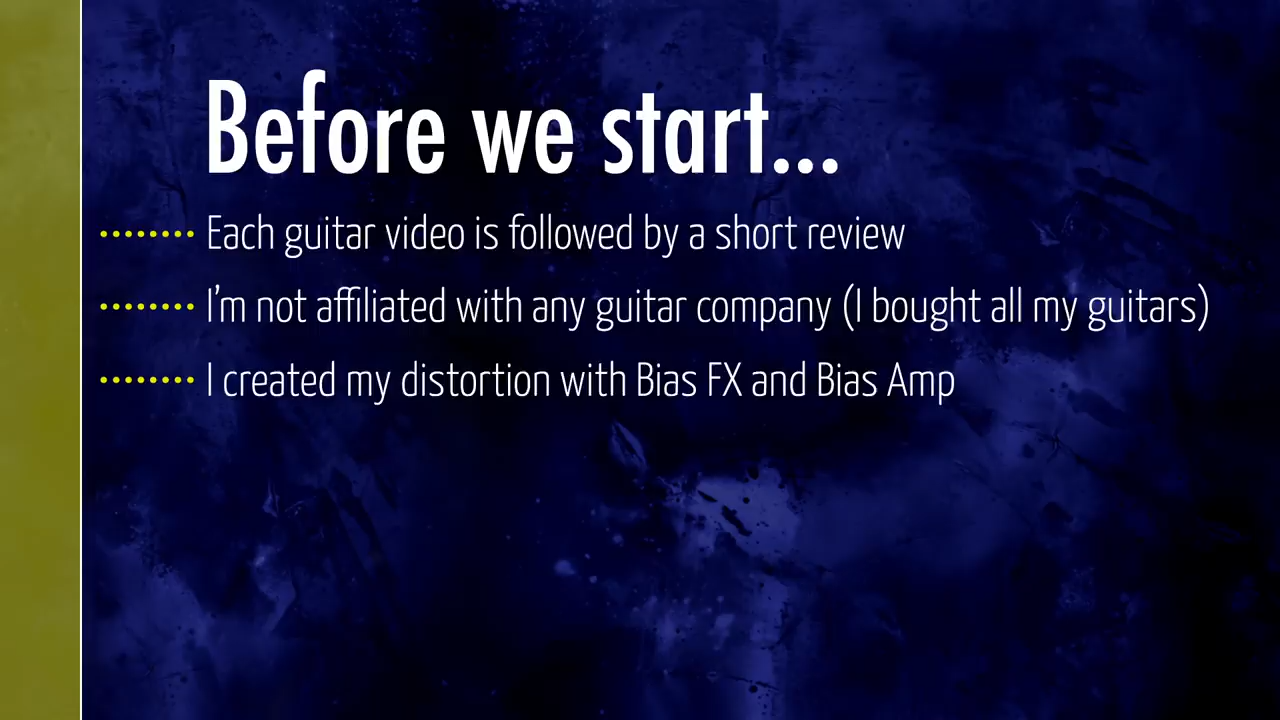 Before we start...
Each guitar video is followed by a short review
I'm not affiliated with any guitar company (I bought all my guitars)
I created my distortion with Bias FX and Bias Amp